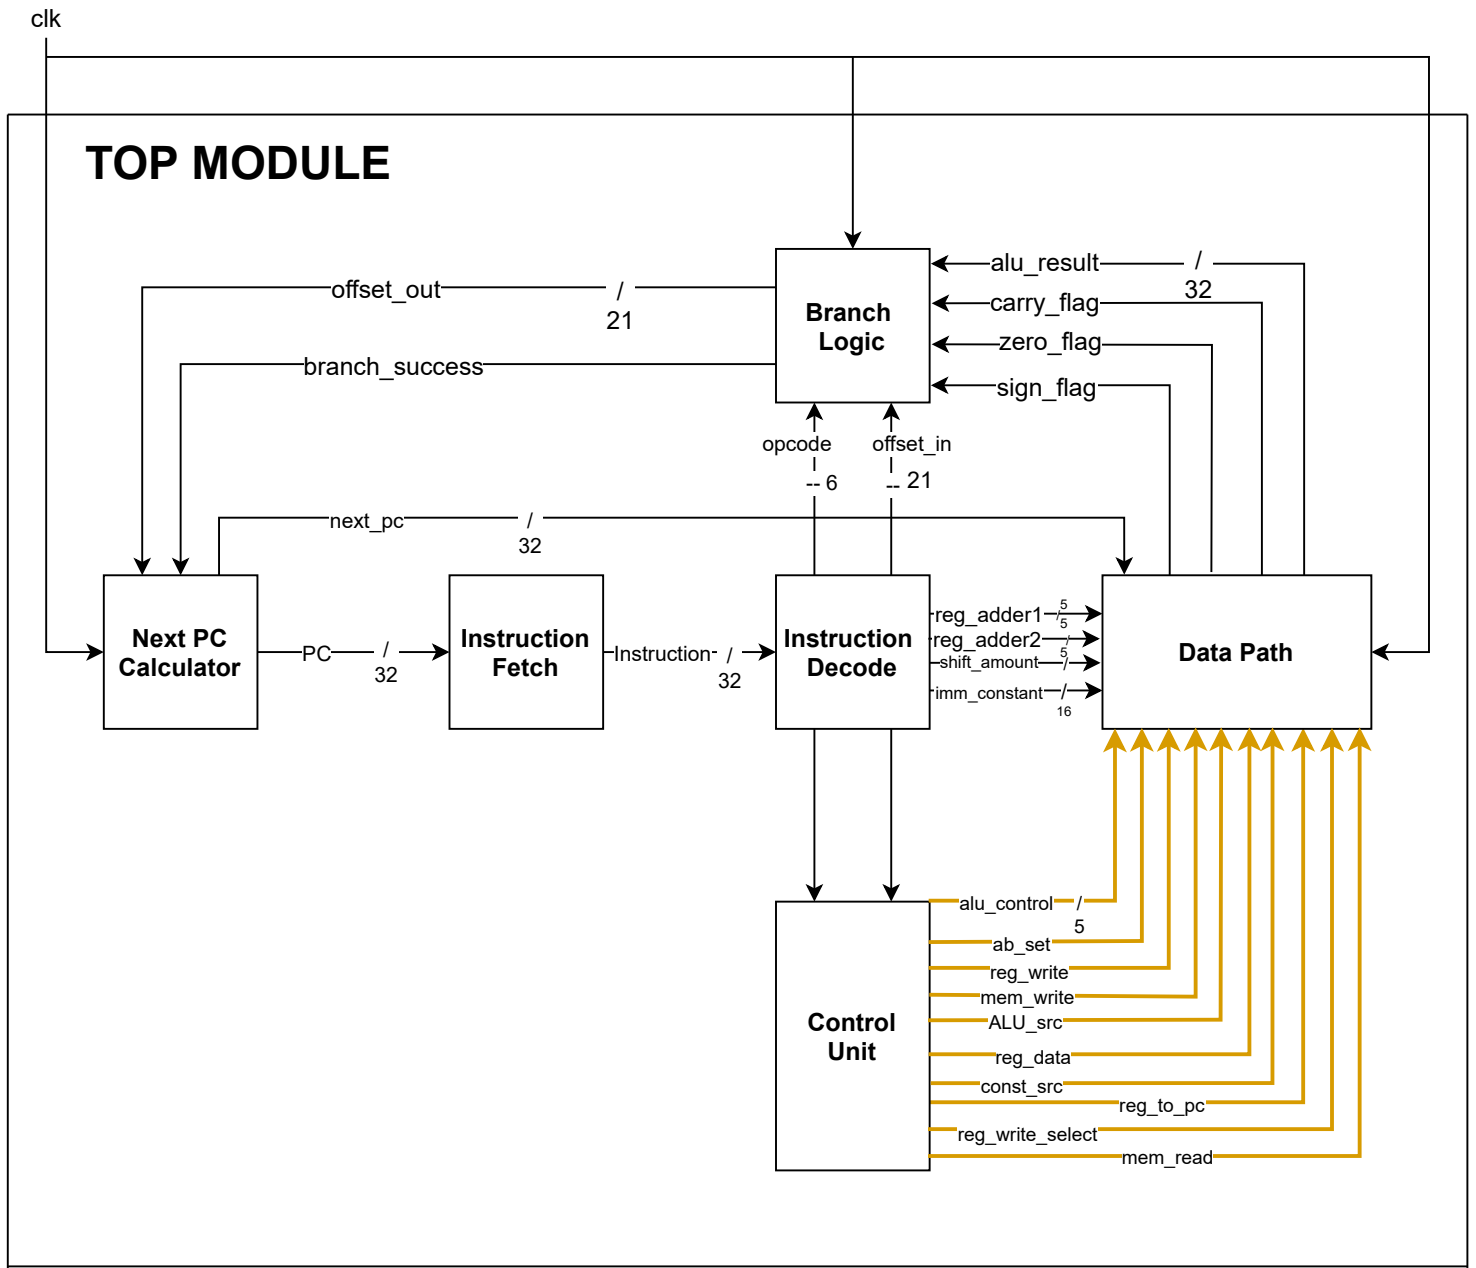 clk
TOP MODULE
offset_out
/
21
branch_success
Branch
Logic
alu_result
/
32
carry_flag
zero_flag
sign_flag
opcode
-- 6
offset_in
-- 21
next_pc
/
32
Next PC
Calculator
PC
/
32
Instruction
Fetch
Instruction
/
32
Instruction
Decode
reg_adder1
/
5
reg_adder2
/
5
shift_amount
/
5
imm_constant
/
16
Data Path
Control
Unit
alu_control
/
5
ab_set
reg_write
mem_write
ALU_src
reg_data
const_src
reg_to_pc
reg_write_select
mem_read